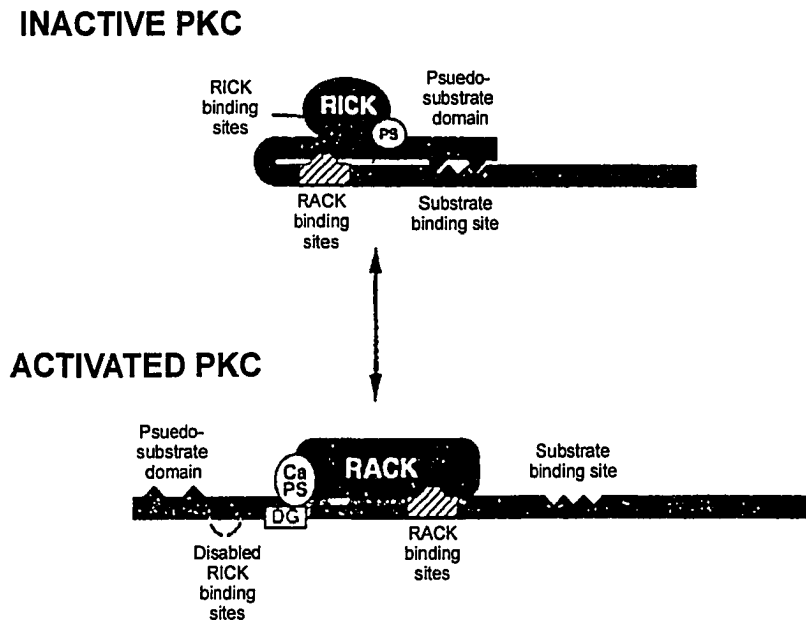 INACTIVE PKC
RICK
binding
sites
RICK
PS
Psuedo-
substrate
domain
RACK
binding
sites
Substrate
binding site
ACTIVATED PKC
Psuedo-
substrate
domain
Ca
PS
DG
RACK
Substrate
binding site
Disabled
RICK
binding
sites
RACK
binding
sites